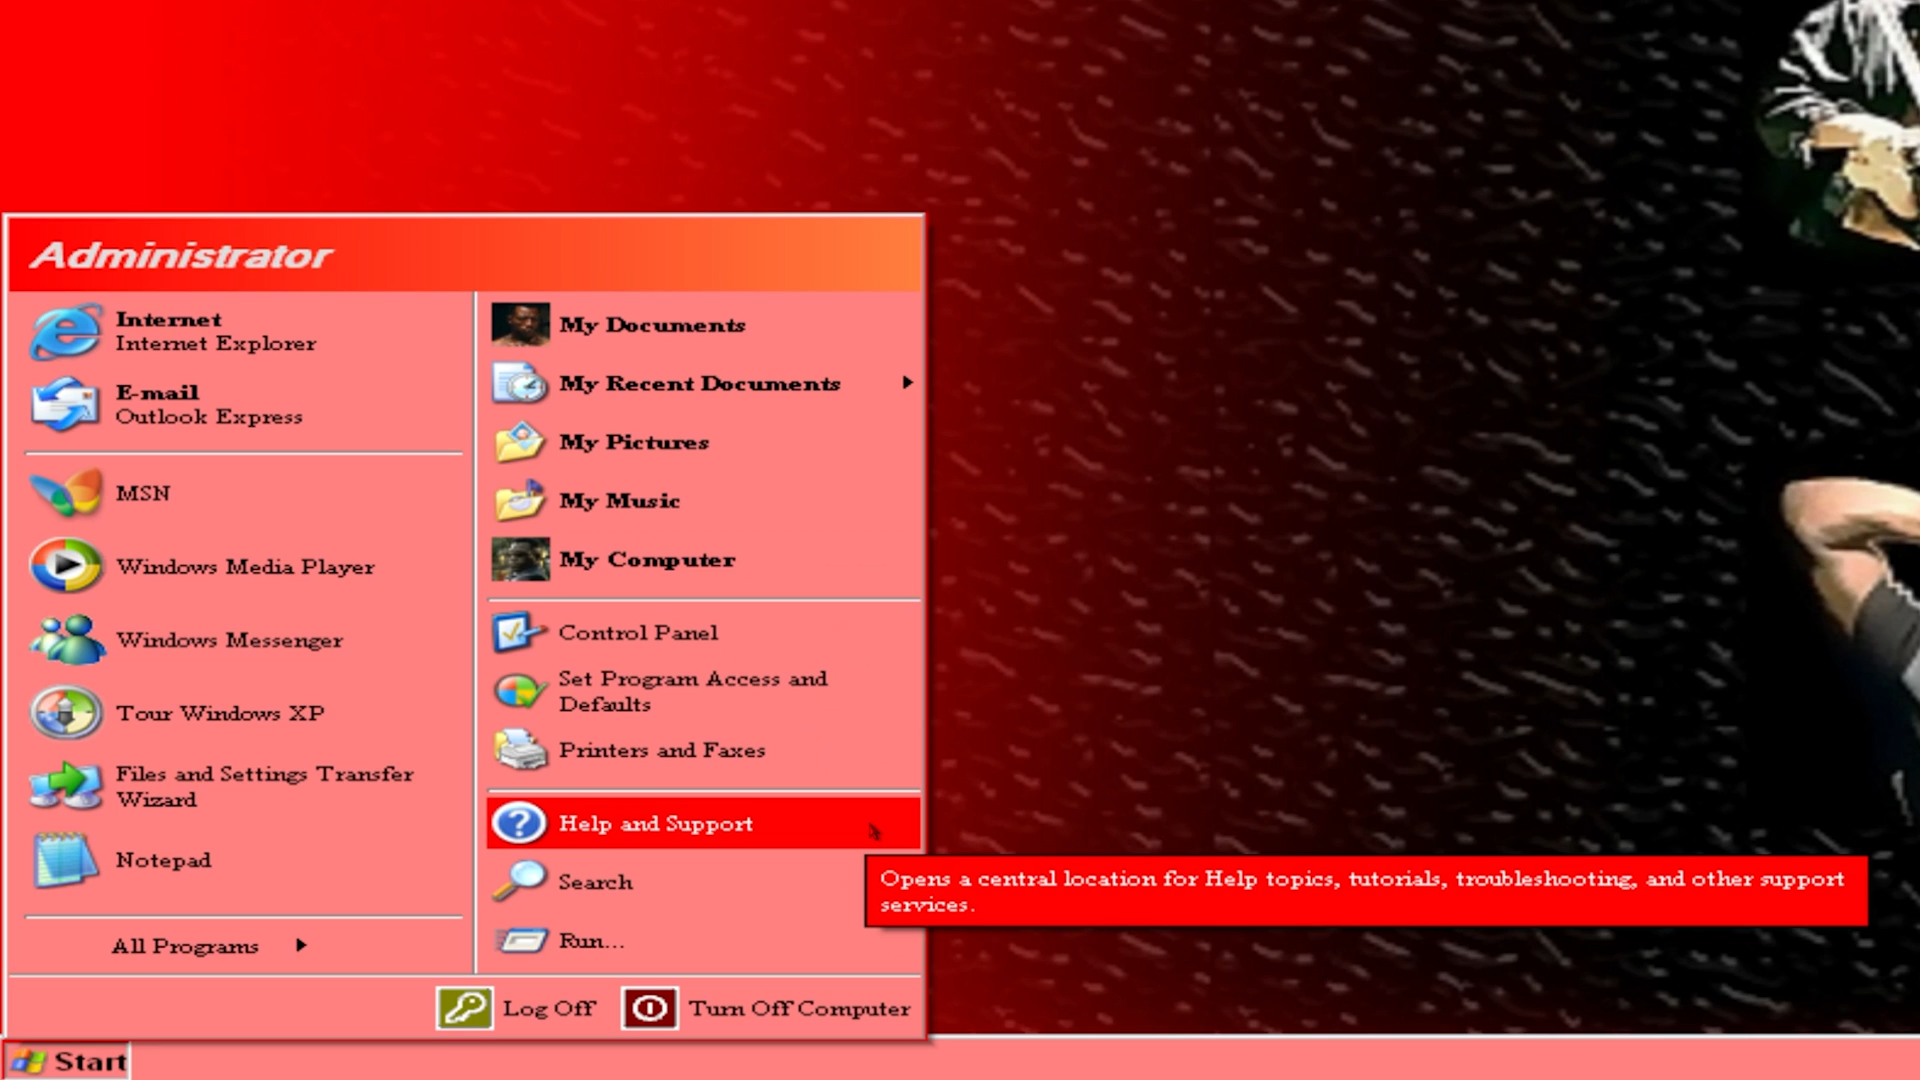 Administrator
Internet
Internet Explorer
E-mail
Outlook Express
MSN
Windows Media Player
Windows Messenger
Tour Windows XP
Files and Settings Transfer
Wizard
Notepad
All Programs
My Documents
My Recent Documents
My Pictures
My Music
My Computer
Control Panel
Set Program Access and
Defaults
Printers and Faxes
Help and Support
Search
Run...
Opens a central location for Help topics, tutorials, troubleshooting, and other support
services.
Log Off
Turn Off Computer
Start